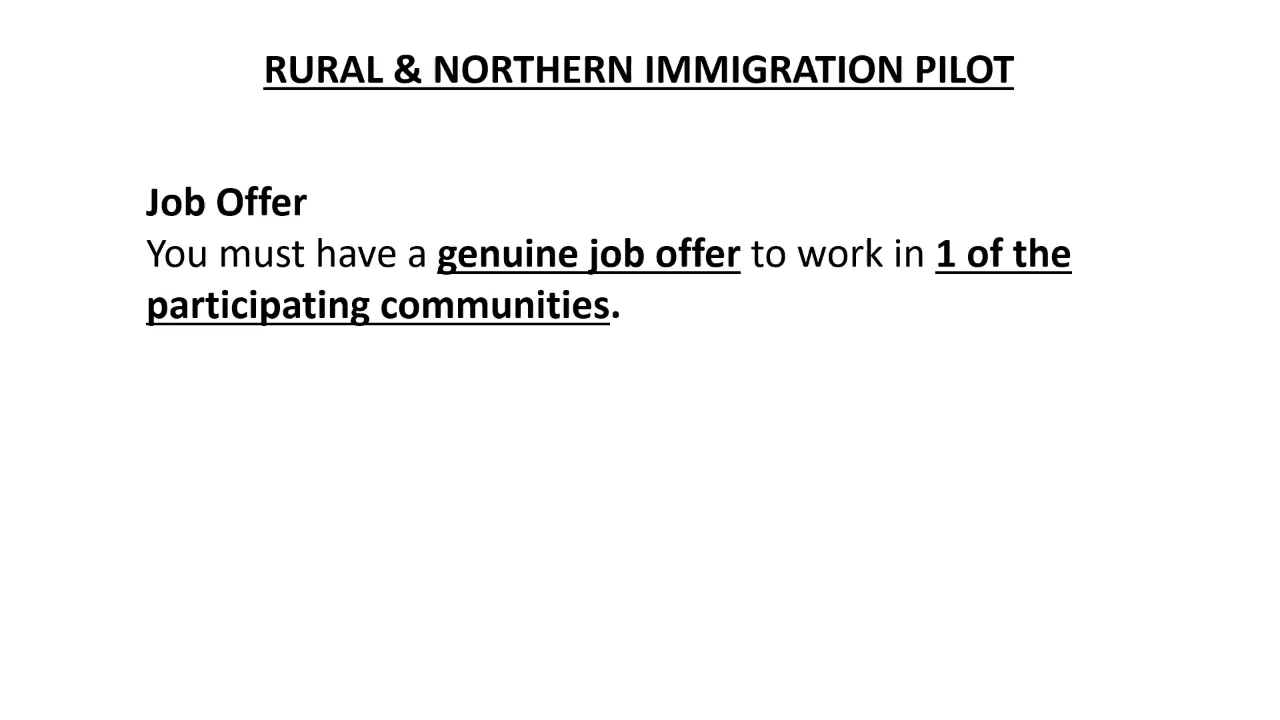 RURAL & NORTHERN IMMIGRATION PILOT
Job Offer
You must have a genuine job offer to work in 1 of the
participating communities.